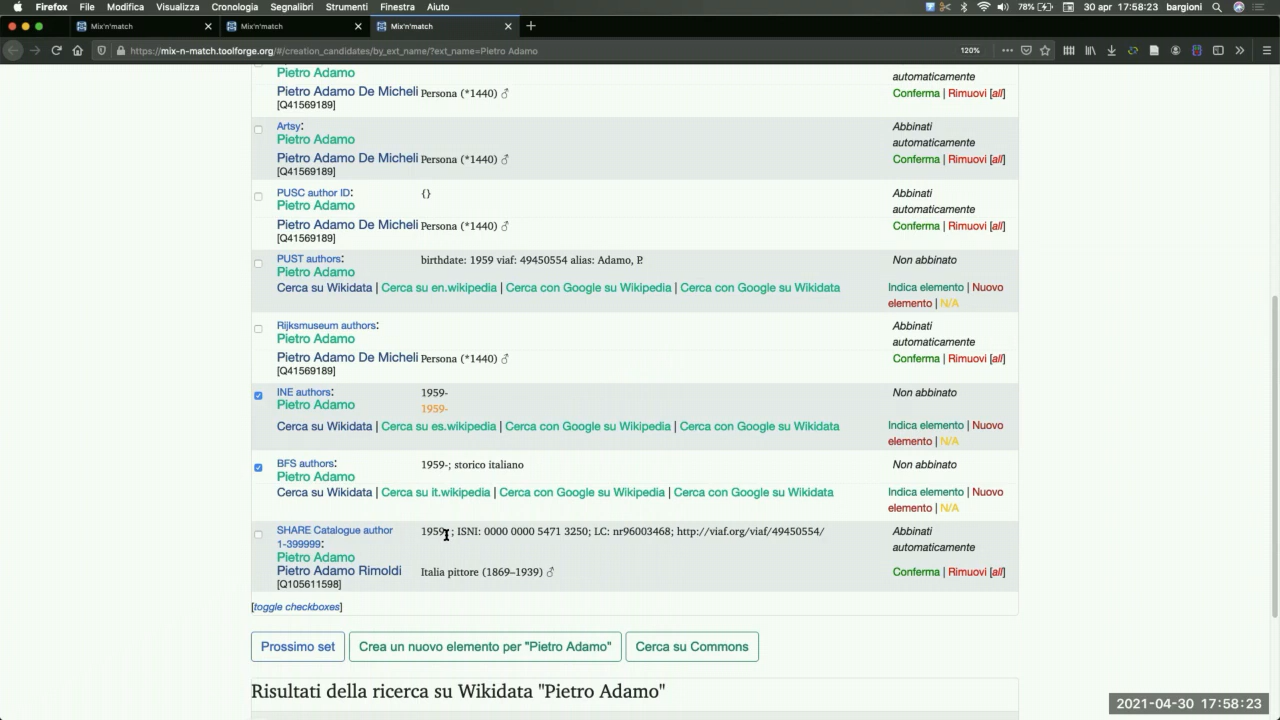 Firefox File Modifica Visualizza Cronologia Segnalibri Strumenti Finestra Aiuto 78% 30 apr 17:58:23 bargioni
Mix'n'match Mix'n'match Mix'n'match
https://mix-n-match.toolforge.org/#/creation_candidates/by_ext_name/?ext_name=Pietro Adamo 120%
Pietro Adamo automaticamente
Pietro Adamo De Micheli Persona (*1440) ♂ Conferma | Rimuovi [all]
[Q41569189]
Artsy: Abbinati
Pietro Adamo automaticamente
Pietro Adamo De Micheli Persona (*1440) ♂ Conferma | Rimuovi [all]
[Q41569189]
PUSC author ID: {} Abbinati
Pietro Adamo automaticamente
Pietro Adamo De Micheli Persona (*1440) ♂ Conferma | Rimuovi [all]
[Q41569189]
PUST authors: birthdate: 1959 viaf: 49450554 alias: Adamo, P. Non abbinato
Pietro Adamo
Cerca su Wikidata | Cerca su en.wikipedia | Cerca con Google su Wikipedia | Cerca con Google su Wikidata Indica elemento | Nuovo
elemento | N/A
Rijksmuseum authors: Abbinati
Pietro Adamo automaticamente
Pietro Adamo De Micheli Persona (*1440) ♂ Conferma | Rimuovi [all]
[Q41569189]
INE authors: 1959- Non abbinato
Pietro Adamo 1959-
Cerca su Wikidata | Cerca su es.wikipedia | Cerca con Google su Wikipedia | Cerca con Google su Wikidata Indica elemento | Nuovo
elemento | N/A
BFS authors: 1959-; storico italiano Non abbinato
Pietro Adamo
Cerca su Wikidata | Cerca su it.wikipedia | Cerca con Google su Wikipedia | Cerca con Google su Wikidata Indica elemento | Nuovo
elemento | N/A
SHARE Catalogue author 1959- ; ISNI: 0000 0000 5471 3250; LC: nr96003468; http://viaf.org/viaf/49450554/ Abbinati
1-399999: automaticamente
Pietro Adamo
Pietro Adamo Rimoldi Italia pittore (1869–1939) ♂ Conferma | Rimuovi [all]
[Q105611598]
[toggle checkboxes]
Prossimo set Crea un nuovo elemento per "Pietro Adamo" Cerca su Commons
Risultati della ricerca su Wikidata "Pietro Adamo"
2021-04-30 17:58:23